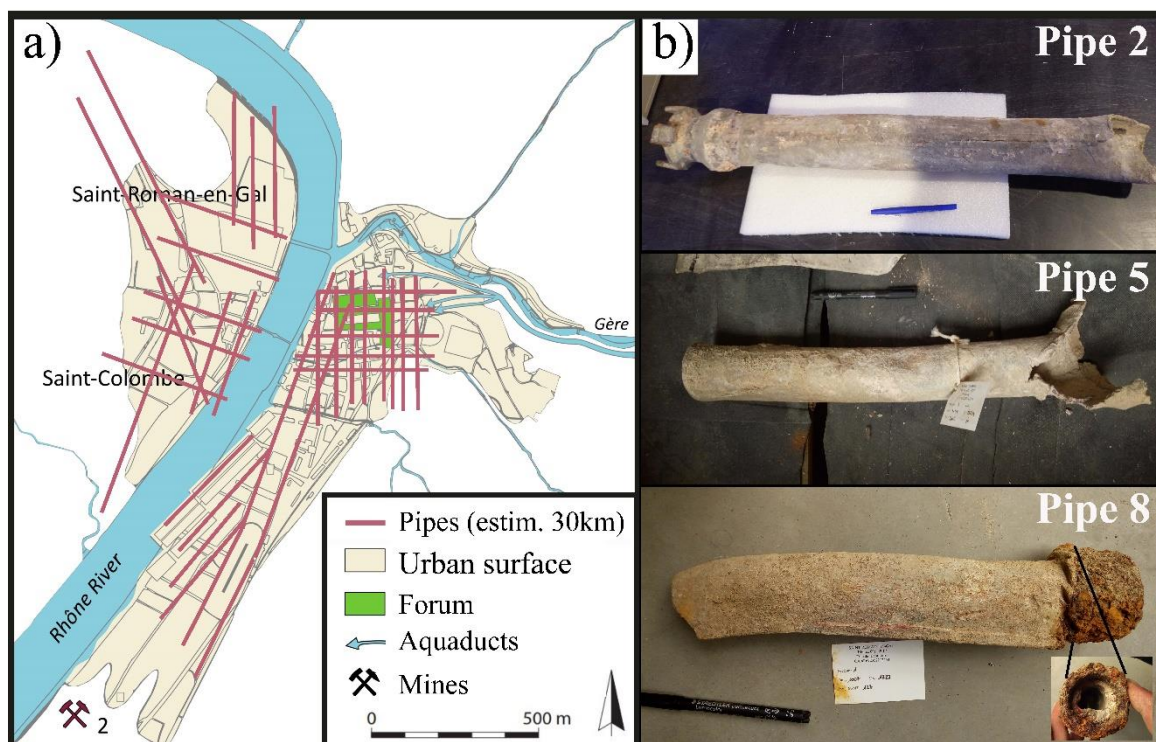 a)
Saint-Roman-en-Gal
Saint-Colombe
Gère
Rhône River
2
Pipes (estim. 30km)
Urban surface
Forum
Aquaducts
Mines
0 500 m
b)
Pipe 2
Pipe 5
Pipe 8